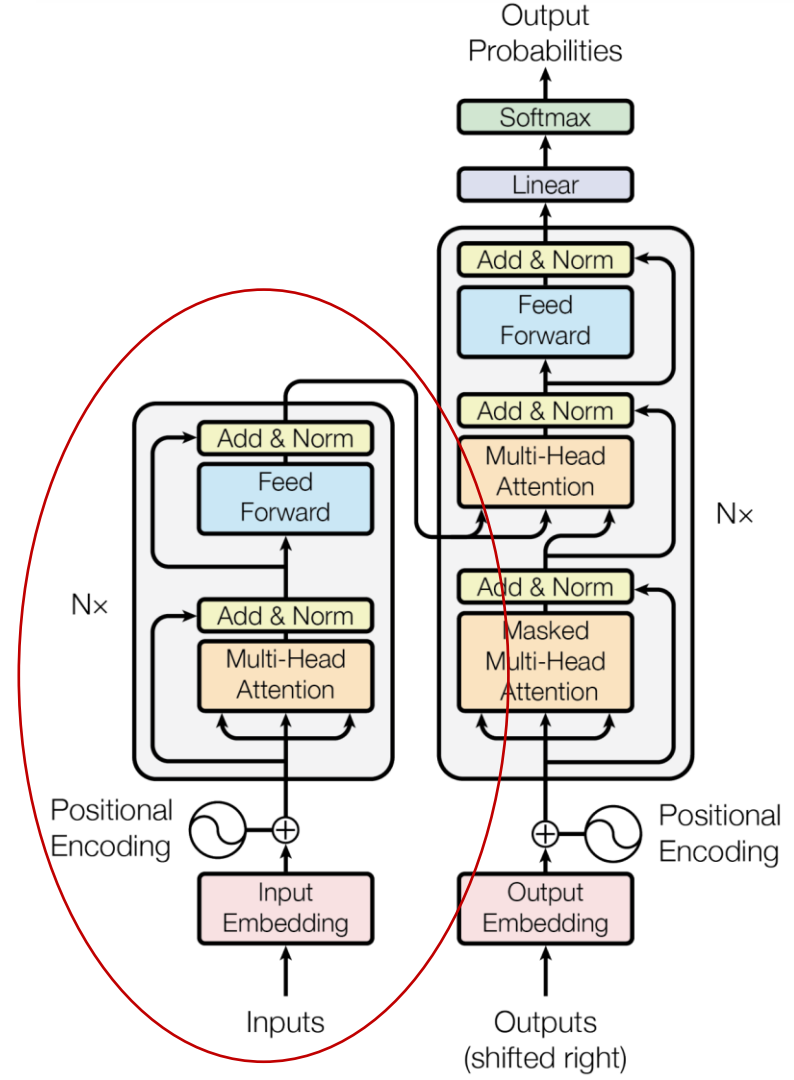 Output
Probabilities
Softmax
Linear
Add & Norm
Feed
Forward
Add & Norm
Multi-Head
Attention
Add & Norm
Masked
Multi-Head
Attention
Nx
Positional
Encoding
Output
Embedding
Outputs
(shifted right)
Add & Norm
Feed
Forward
Add & Norm
Multi-Head
Attention
Nx
Positional
Encoding
Input
Embedding
Inputs